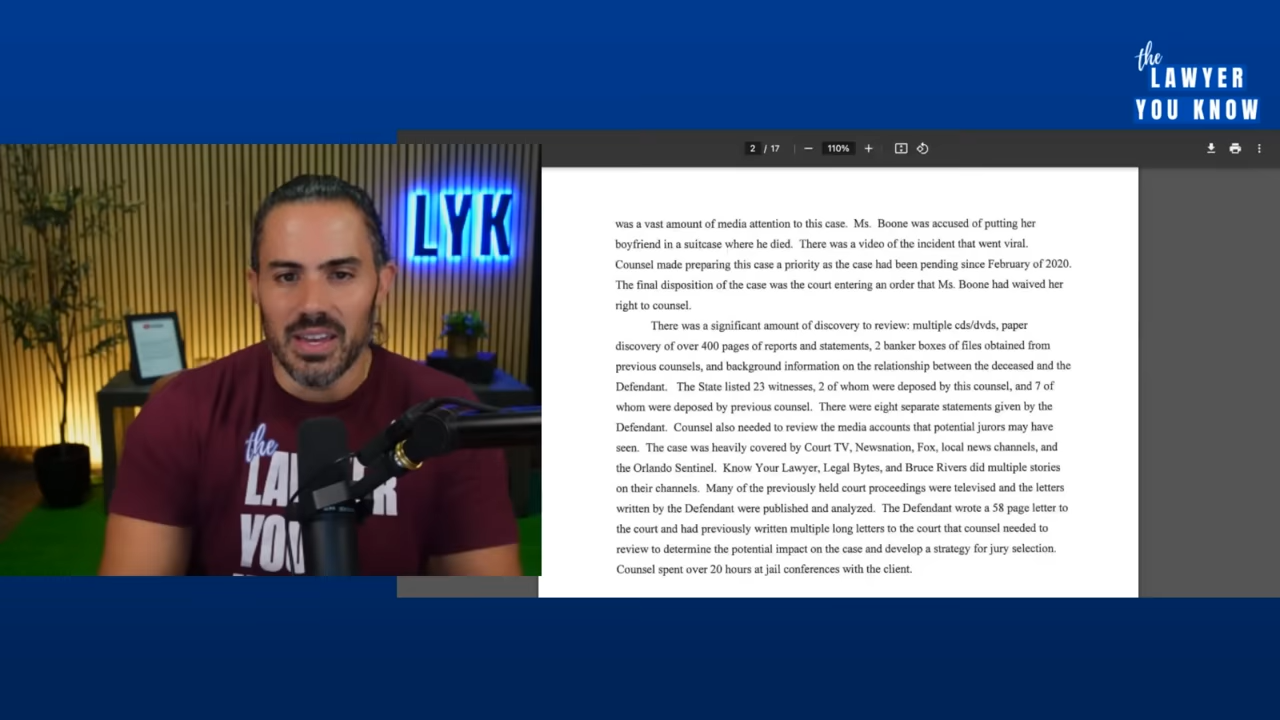 the
LAWYER
YOU KNOW
2 / 17
110%
LYK
the
YOU
was a vast amount of media attention to this case. Ms. Boone was accused of putting her
boyfriend in a suitcase where he died. There was a video of the incident that went viral.
Counsel made preparing this case a priority as the case had been pending since February of 2020.
The final disposition of the case was the court entering an order that Ms. Boone had waived her
right to counsel.
There was a significant amount of discovery to review: multiple cds/dvds, paper
discovery of over 400 pages of reports and statements, 2 banker boxes of files obtained from
previous counsels, and background information on the relationship between the deceased and the
Defendant. The State listed 23 witnesses, 2 of whom were deposed by this counsel, and 7 of
whom were deposed by previous counsel. There were eight separate statements given by the
Defendant. Counsel also needed to review the media accounts that potential jurors may have
seen. The case was heavily covered by Court TV, Newsnation, Fox, local news channels, and
the Orlando Sentinel. Know Your Lawyer, Legal Bytes, and Bruce Rivers did multiple stories
on their channels. Many of the previously held court proceedings were televised and the letters
written by the Defendant were published and analyzed. The Defendant wrote a 58 page letter to
the court and had previously written multiple long letters to the court that counsel needed to
review to determine the potential impact on the case and develop a strategy for jury selection.
Counsel spent over 20 hours at jail conferences with the client.